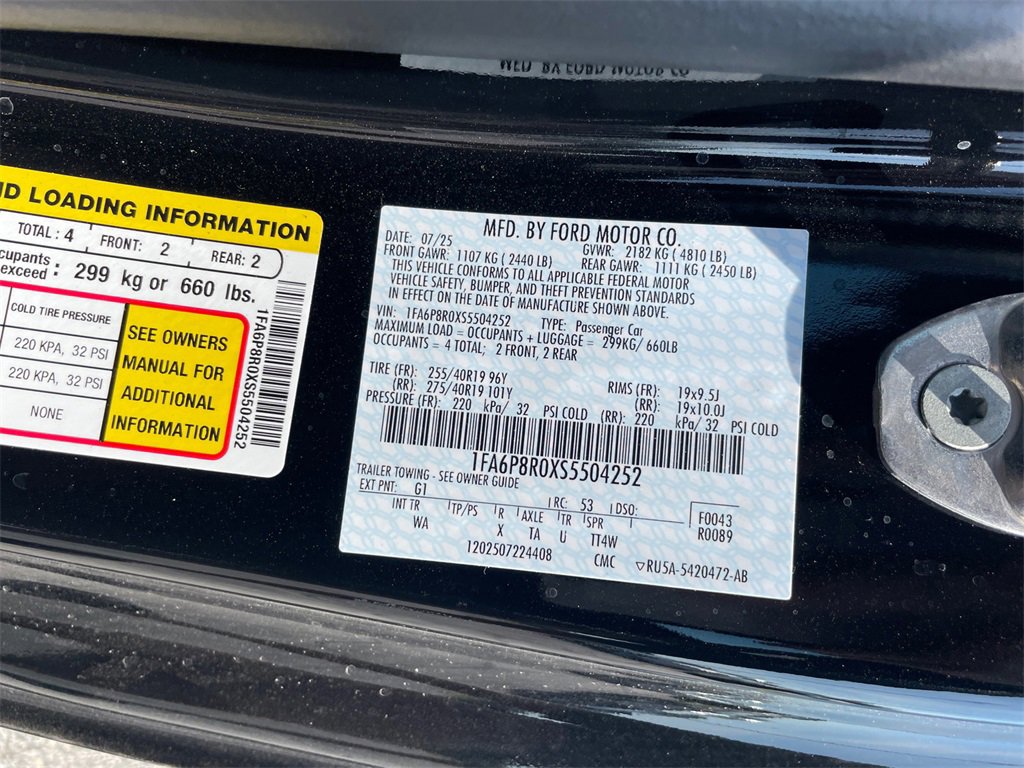 MFD. BY FORD MOTOR CO
ND LOADING INFORMATION
TOTAL: 4 FRONT: 2 REAR: 2
cupants
exceed : 299 kg or 660 lbs.
COLD TIRE PRESSURE
220 KPA, 32 PSI
220 KPA, 32 PSI
NONE
SEE OWNERS
MANUAL FOR
ADDITIONAL
INFORMATION
1FA6P8R0XS5504252
MFD. BY FORD MOTOR CO.
DATE: 07/25 GVWR: 2182 KG ( 4810 LB)
FRONT GAWR: 1107 KG ( 2440 LB) REAR GAWR: 1111 KG ( 2450 LB)
THIS VEHICLE CONFORMS TO ALL APPLICABLE FEDERAL MOTOR
VEHICLE SAFETY, BUMPER, AND THEFT PREVENTION STANDARDS
IN EFFECT ON THE DATE OF MANUFACTURE SHOWN ABOVE.
VIN: 1FA6P8R0XS5504252 TYPE: Passenger Car
MAXIMUM LOAD = OCCUPANTS + LUGGAGE = 299KG/ 660LB
OCCUPANTS = 4 TOTAL; 2 FRONT, 2 REAR
TIRE (FR): 255/40R19 96Y RIMS (FR): 19x9.5J
(RR): 275/40R19 101Y (RR): 19x10.0J
PRESSURE (FR): 220 kPa/ 32 PSI COLD (RR): 220 kPa/ 32 PSI COLD
1FA6P8R0XS5504252
TRAILER TOWING - SEE OWNER GUIDE
EXT PNT: G1 RC: 53 DSO: F0043
INT TR TP/PS R AXLE TR SPR R0089
WA X TA U TT4W
1202507224408 CMC RU5A-5420472-AB